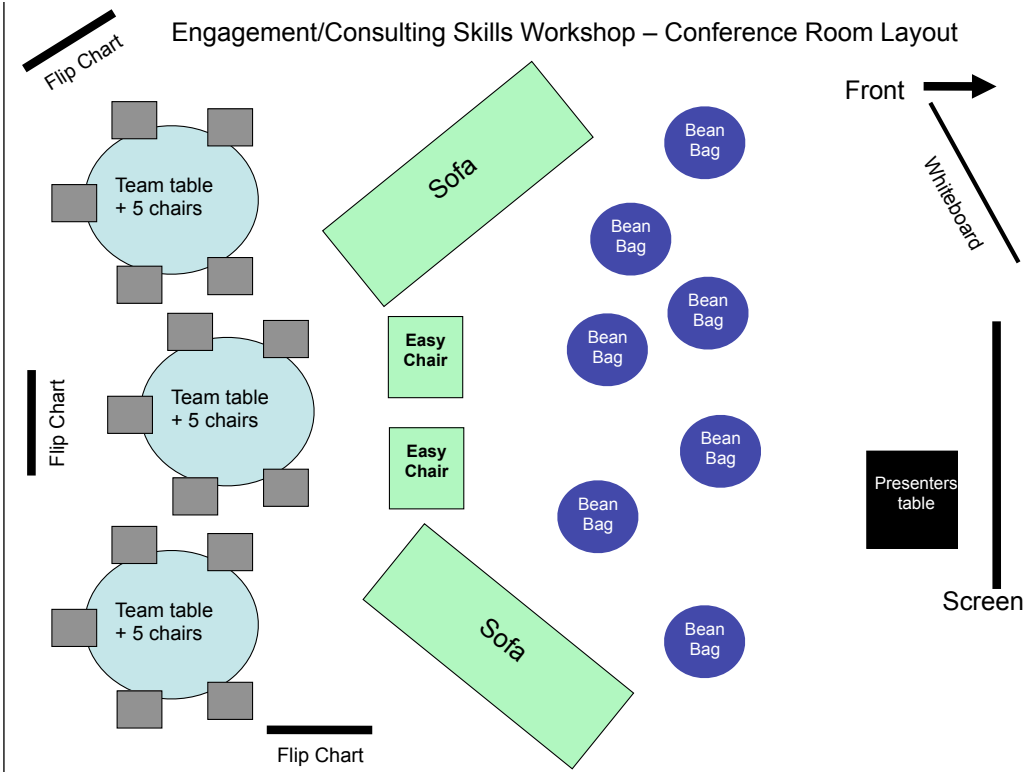 Engagement/Consulting Skills Workshop – Conference Room Layout
Flip Chart
Front
Whiteboard
Team table
+ 5 chairs
Sofa
Bean
Bag
Bean
Bag
Bean
Bag
Bean
Bag
Easy
Chair
Team table
+ 5 chairs
Flip Chart
Easy
Chair
Bean
Bag
Bean
Bag
Presenters
table
Screen
Team table
+ 5 chairs
Sofa
Bean
Bag
Flip Chart